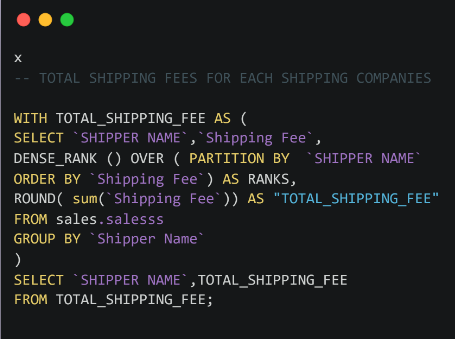 x
-- TOTAL SHIPPING FEES FOR EACH SHIPPING COMPANIES
WITH TOTAL_SHIPPING_FEE AS (
SELECT `SHIPPER NAME`,`Shipping Fee`,
DENSE_RANK () OVER ( PARTITION BY  `SHIPPER NAME`
ORDER BY `Shipping Fee`) AS RANKS,
ROUND( sum(`Shipping Fee`)) AS "TOTAL_SHIPPING_FEE"
FROM sales.salesss
GROUP BY `Shipper Name`
)
SELECT `SHIPPER NAME`,TOTAL_SHIPPING_FEE
FROM TOTAL_SHIPPING_FEE;